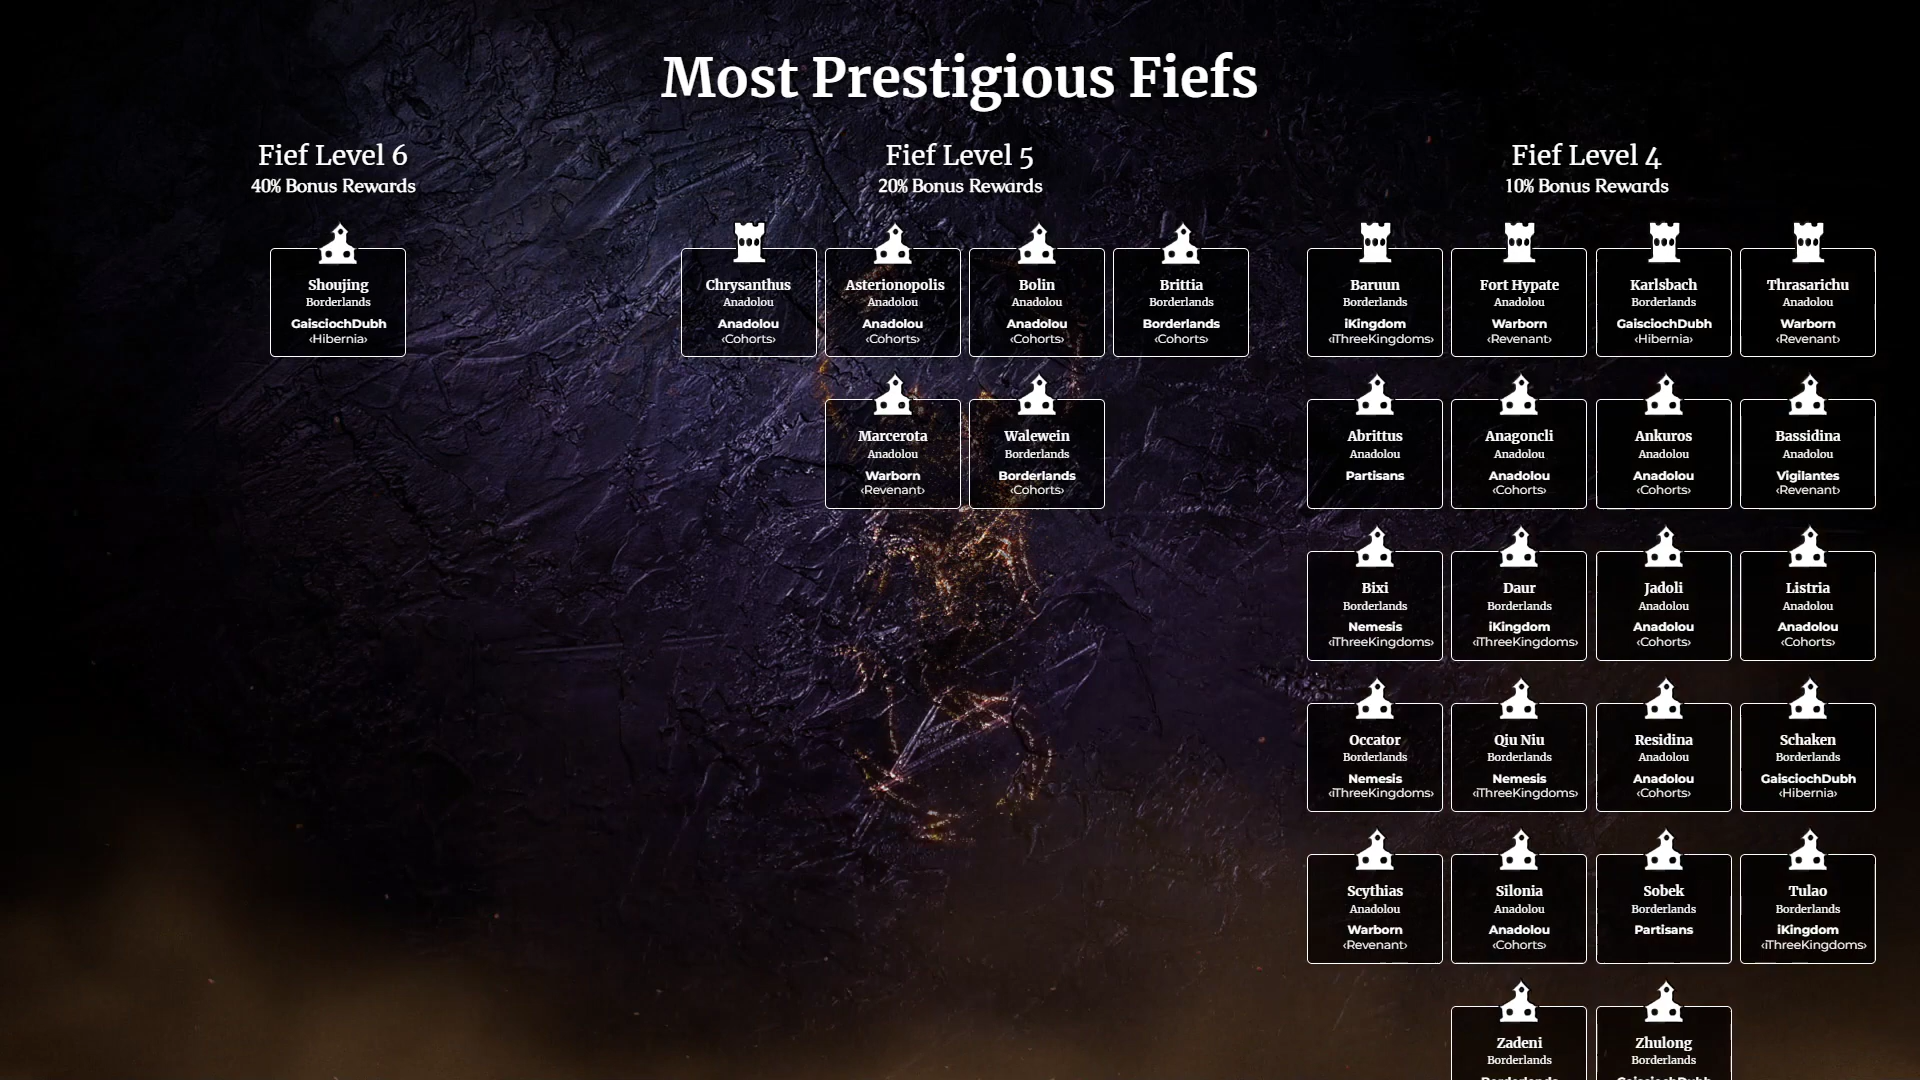 Most Prestigious Fiefs
Fief Level 6
40% Bonus Rewards
Shoujing
Borderlands
GaisciochDubh
‹Hibernia›
Fief Level 5
20% Bonus Rewards
Chrysanthus
Anadolou
Anadolou
‹Cohorts›
Asterionopolis
Anadolou
Anadolou
‹Cohorts›
Bolin
Anadolou
Anadolou
‹Cohorts›
Brittia
Borderlands
Borderlands
‹Cohorts›
Marcerota
Anadolou
Warborn
‹Revenant›
Walewein
Borderlands
Borderlands
‹Cohorts›
Fief Level 4
10% Bonus Rewards
Baruun
Borderlands
iKingdom
‹iThreeKingdoms›
Fort Hypate
Anadolou
Warborn
‹Revenant›
Karlsbach
Borderlands
GaisciochDubh
‹Hibernia›
Thrasarichu
Anadolou
Warborn
‹Revenant›
Abrittus
Anadolou
Partisans
Anagoncli
Anadolou
Anadolou
‹Cohorts›
Ankuros
Anadolou
Anadolou
‹Cohorts›
Bassidina
Anadolou
Vigilantes
‹Revenant›
Bixi
Borderlands
Nemesis
‹iThreeKingdoms›
Daur
Borderlands
iKingdom
‹iThreeKingdoms›
Jadoli
Anadolou
Anadolou
‹Cohorts›
Listria
Anadolou
Anadolou
‹Cohorts›
Occator
Borderlands
Nemesis
‹iThreeKingdoms›
Qiu Niu
Borderlands
Nemesis
‹iThreeKingdoms›
Residina
Anadolou
Anadolou
‹Cohorts›
Schaken
Borderlands
GaisciochDubh
‹Hibernia›
Scythias
Anadolou
Warborn
‹Revenant›
Silonia
Anadolou
Anadolou
‹Cohorts›
Sobek
Borderlands
Partisans
Tulao
Borderlands
iKingdom
‹iThreeKingdoms›
Zadeni
Borderlands
Borderlands
Zhulong
Borderlands
GaisciochDubh